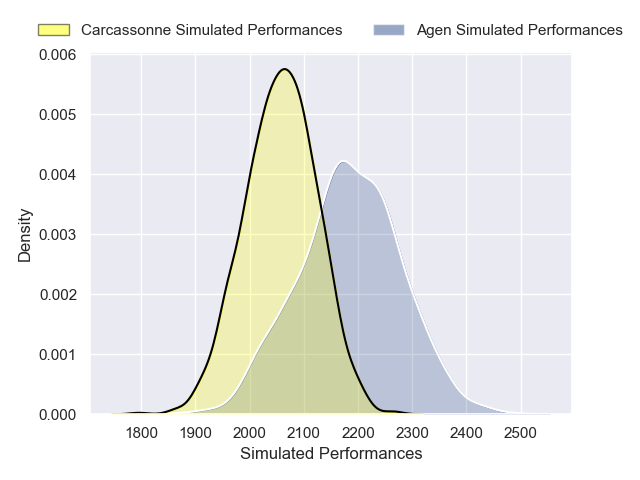 Carcassonne Simulated Performances
Agen Simulated Performances
0.006
0.005
0.004
0.003
0.002
0.001
0.000
Density
1800 1900 2000 2100 2200 2300 2400 2500
Simulated Performances